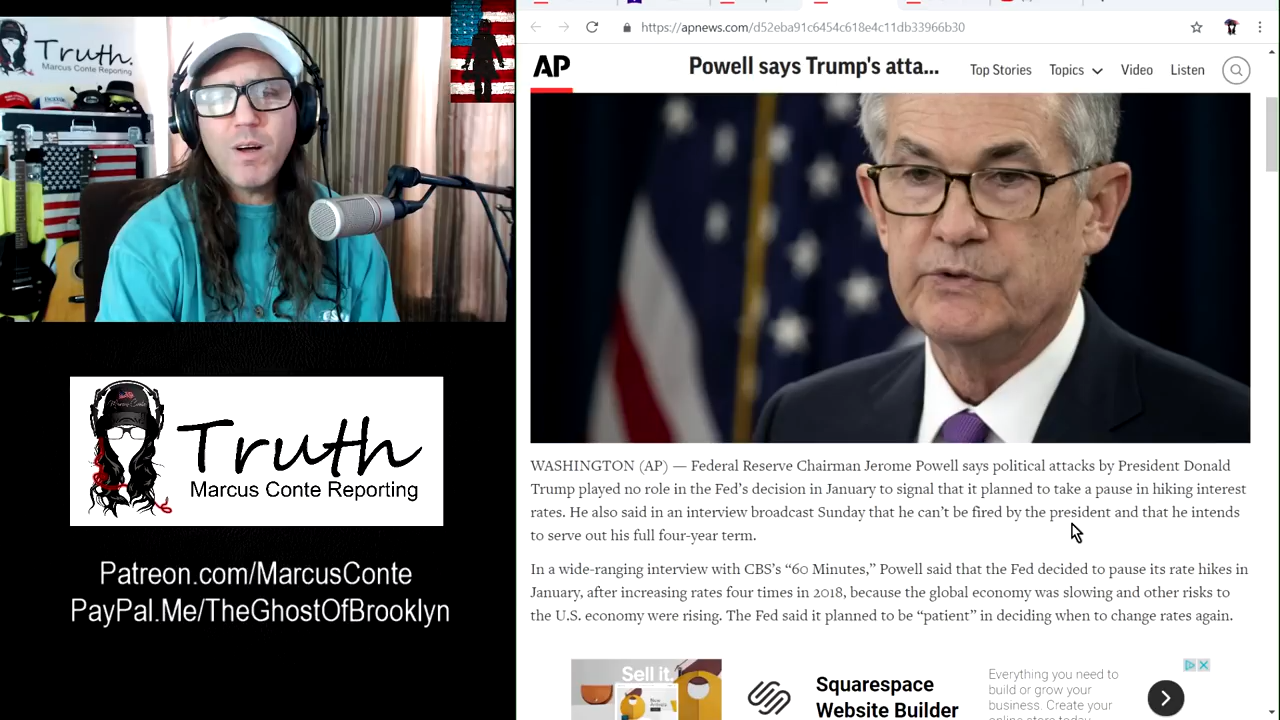 Truth.
Marcus Conte Reporting
https://apnews.com/d52eba91c6454c618e4c11db33966b30
AP
Powell says Trump's atta...
Top Stories
Topics
Video
Listen
WASHINGTON (AP) — Federal Reserve Chairman Jerome Powell says political attacks by President Donald
Trump played no role in the Fed's decision in January to signal that it planned to take a pause in hiking interest
rates. He also said in an interview broadcast Sunday that he can't be fired by the president and that he intends
to serve out his full four-year term.
In a wide-ranging interview with CBS's “60 Minutes,” Powell said that the Fed decided to pause its rate hikes in
January, after increasing rates four times in 2018, because the global economy was slowing and other risks to
the U.S. economy were rising. The Fed said it planned to be “patient” in deciding when to change rates again.
Sell it.
Squarespace
Website Builder
Everything you need to
build or grow your
business. Create your
Truth
Marcus Conte Reporting
Patreon.com/MarcusConte
PayPal.Me/TheGhostOfBrooklyn